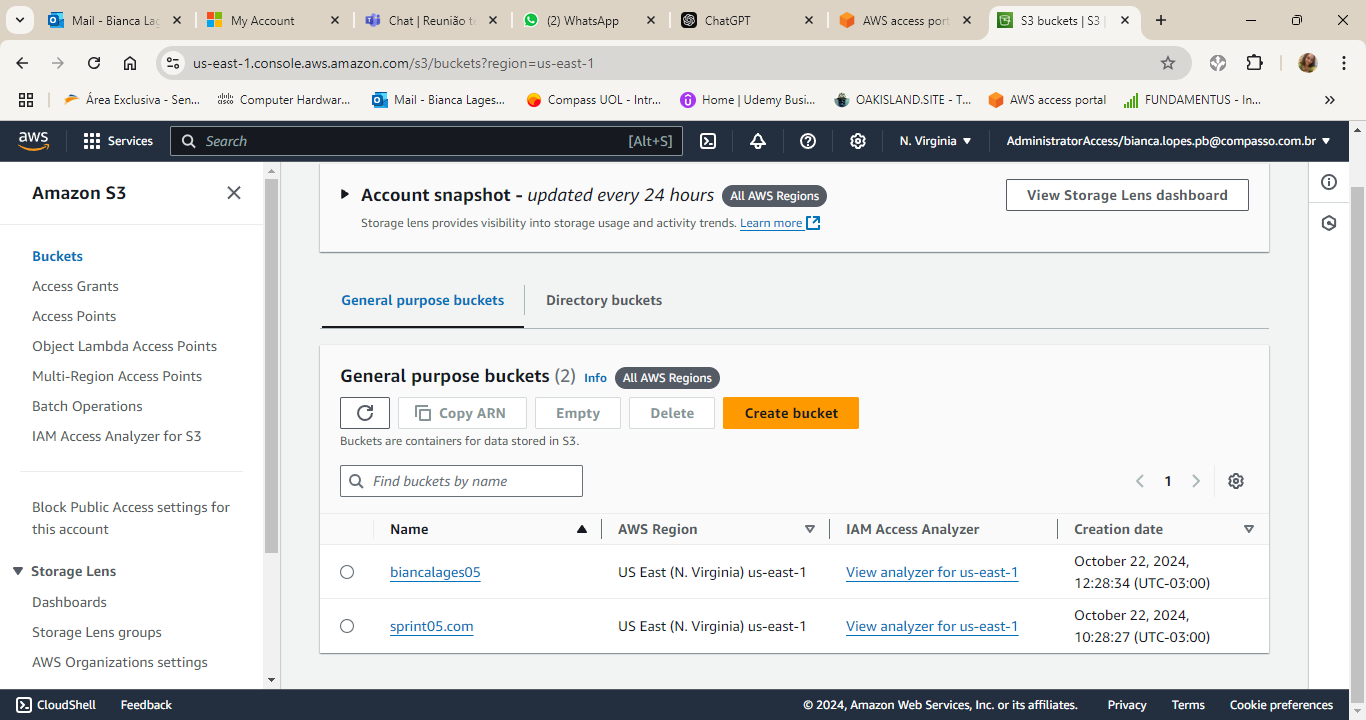 Mail - Bianca Lag
My Account
Chat | Reunião t
(2) WhatsApp
ChatGPT
AWS access port
S3 buckets | S3 |
us-east-1.console.aws.amazon.com/s3/buckets?region=us-east-1
Área Exclusiva - Sen...
Computer Hardwar...
Mail - Bianca Lages...
Compass UOL - Intr...
Home | Udemy Busi...
OAKISLAND.SITE - T...
AWS access portal
FUNDAMENTUS - In...
aws
Services
Search
[Alt+S]
N. Virginia
AdministratorAccess/bianca.lopes.pb@compasso.com.br
Amazon S3
Buckets
Access Grants
Access Points
Object Lambda Access Points
Multi-Region Access Points
Batch Operations
IAM Access Analyzer for S3
Block Public Access settings for
this account
Storage Lens
Dashboards
Storage Lens groups
AWS Organizations settings
Account snapshot - updated every 24 hours All AWS Regions
View Storage Lens dashboard
Storage lens provides visibility into storage usage and activity trends. Learn more
General purpose buckets
Directory buckets
General purpose buckets (2) Info All AWS Regions
Copy ARN
Empty
Delete
Create bucket
Buckets are containers for data stored in S3.
Find buckets by name
1
Name AWS Region IAM Access Analyzer Creation date
biancalages05 US East (N. Virginia) us-east-1 View analyzer for us-east-1 October 22, 2024,
12:28:34 (UTC-03:00)
sprint05.com US East (N. Virginia) us-east-1 View analyzer for us-east-1 October 22, 2024,
10:28:27 (UTC-03:00)
CloudShell
Feedback
© 2024, Amazon Web Services, Inc. or its affiliates.
Privacy
Terms
Cookie preferences